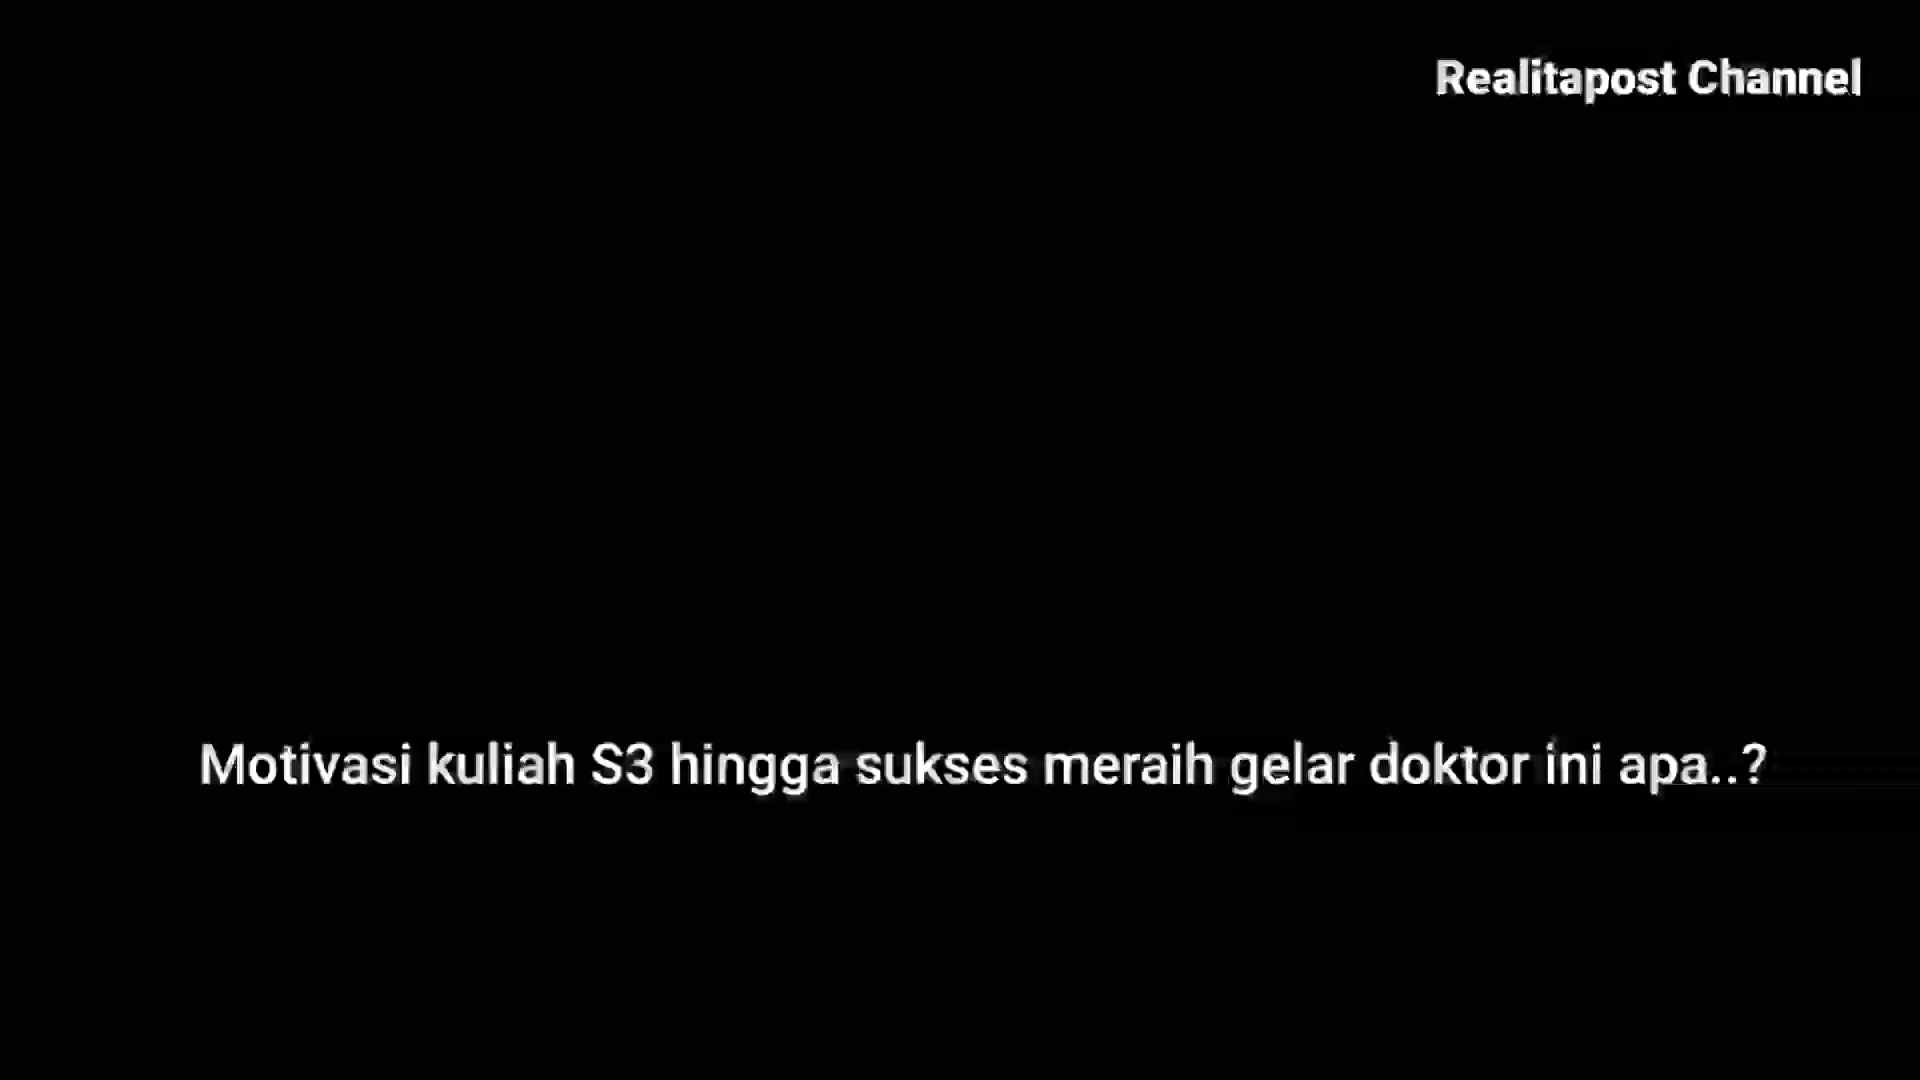 Realitapost Channel
Motivasi kuliah S3 hingga sukses meraih gelar doktor ini apa..?